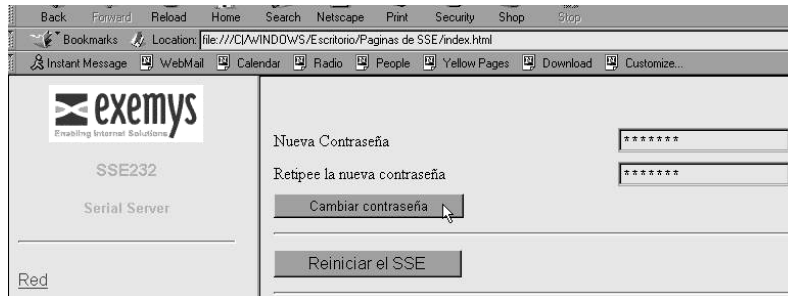 Back Forward Reload Home Search Netscape Print Security Shop Stop
Bookmarks Location: file:///C|/WINDOWS/Escritorio/Paginas de SSE/index.html
Instant Message WebMail Calendar Radio People Yellow Pages Download Customize...
exemys
Enabling Internet Solutions
SSE232
Serial Server
Red
Nueva Contraseña *******
Retipee la nueva contraseña *******
Cambiar contraseña
Reiniciar el SSE